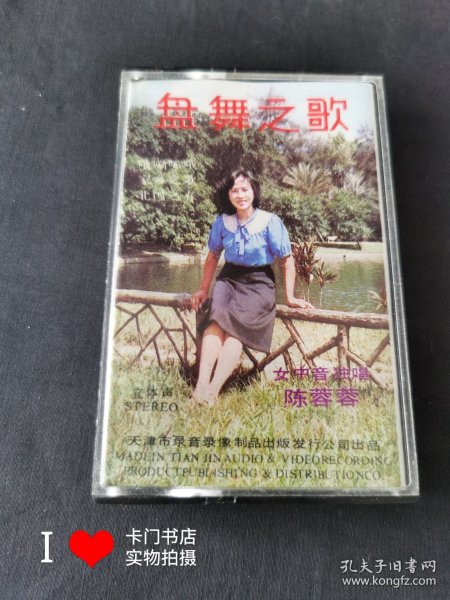 盘舞之歌
女中音独唱
陈蓉蓉
立体声
STEREO
天津市录音录像制品出版发行公司出品
MADEIN TIAN JIN AUDIO & VIDEORECORDING
PRODUCTPUBLISHING & DISTRIBUTIONCO.
I
卡门书店
实物拍摄
孔夫子旧书网
www.kongfz.com